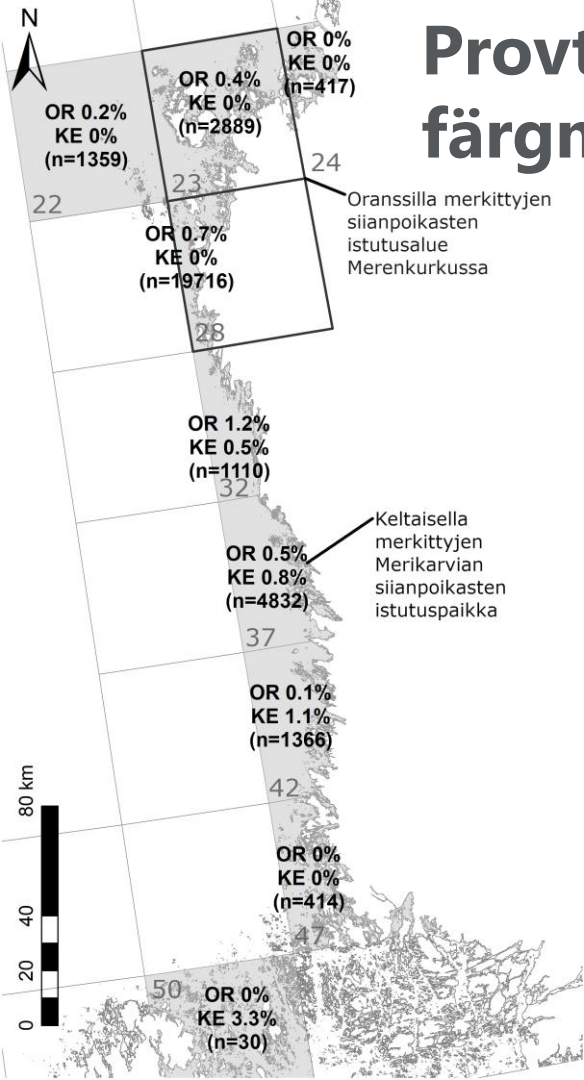 N
Provt
färgn
OR 0%
KE 0%
(n=417)
24
OR 0.4%
KE 0%
(n=2889)
23
OR 0.2%
KE 0%
(n=1359)
22
Oranssilla merkittyjen
siianpoikasten
istutusalue
Merenkurkussa
OR 0.7%
KE 0%
(n=19716)
28
OR 1.2%
KE 0.5%
(n=1110)
32
Keltaisella
merkittyjen
Merikarvian
siianpoikasten
istutuspaikka
OR 0.5%
KE 0.8%
(n=4832)
37
OR 0.1%
KE 1.1%
(n=1366)
42
OR 0%
KE 0%
(n=414)
47
50
OR 0%
KE 3.3%
(n=30)
80 km
40
20
0